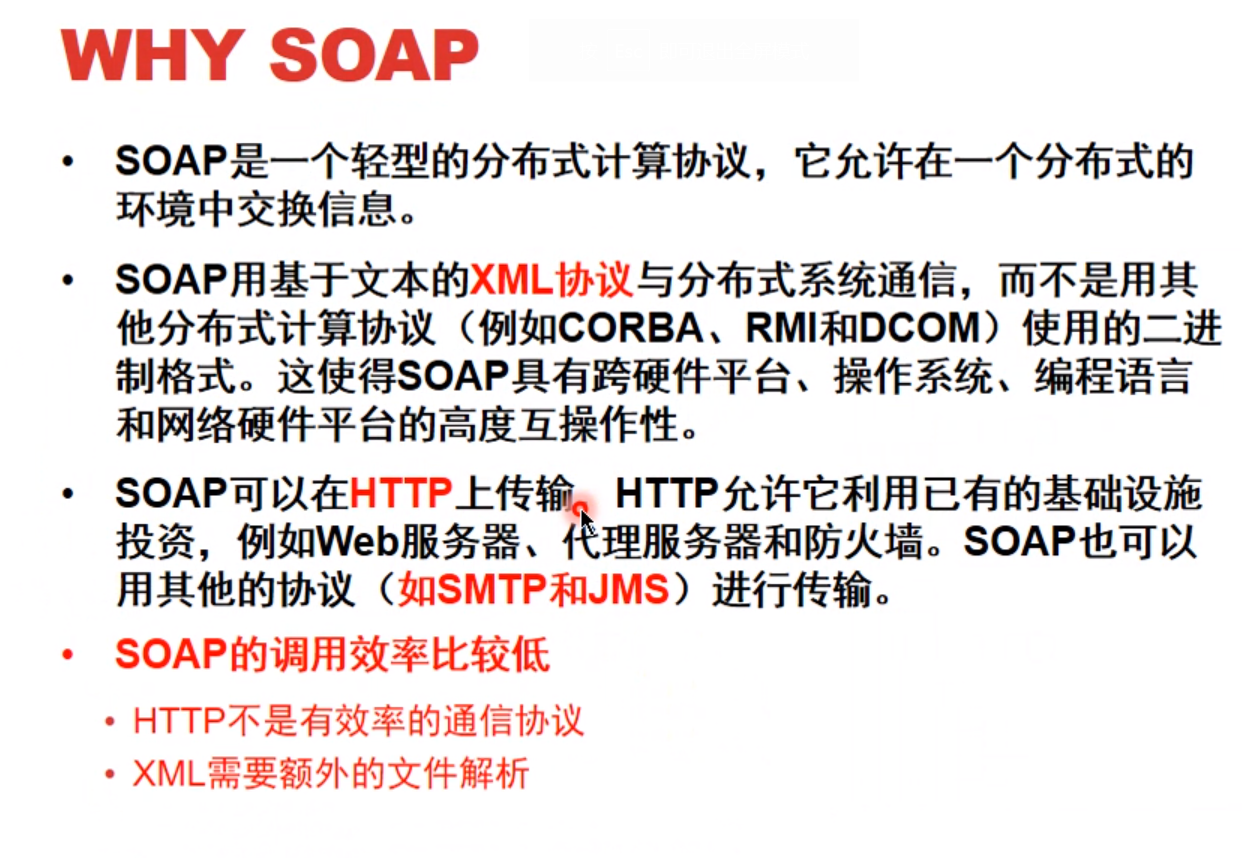 WHY SOAP
• SOAP是一个轻型的分布式计算协议，它允许在一个分布式的
环境中交换信息。
• SOAP用基于文本的XML协议与分布式系统通信，而不是用其
他分布式计算协议（例如CORBA、RMI和DCOM）使用的二进
制格式。这使得SOAP具有跨硬件平台、操作系统、编程语言
和网络硬件平台的高度互操作性。
• SOAP可以在HTTP上传输。HTTP允许它利用已有的基础设施
投资，例如Web服务器、代理服务器和防火墙。SOAP也可以
用其他的协议（如SMTP和JMS）进行传输。
• SOAP的调用效率比较低
• HTTP不是有效率的通信协议
• XML需要额外的文件解析